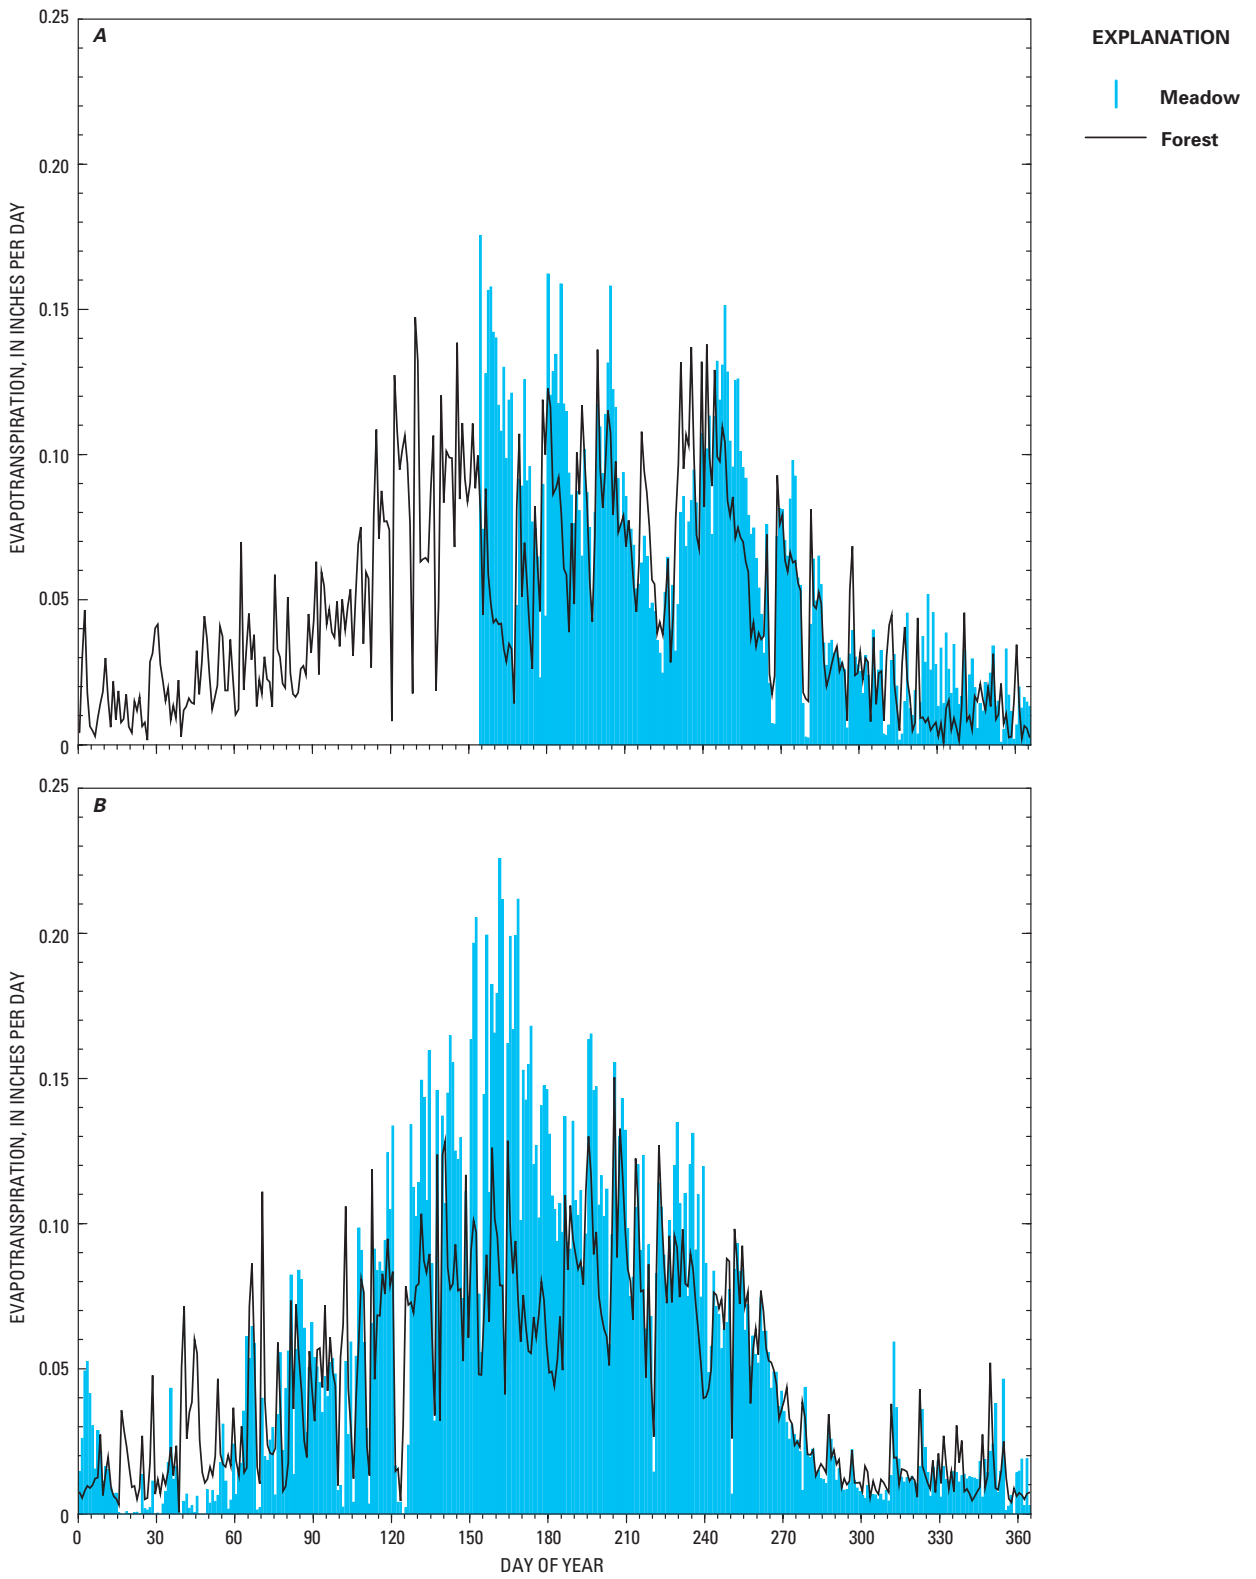 A
EXPLANATION
Meadow
Forest
EVAPOTRANSPIRATION, IN INCHES PER DAY
0.25
0.20
0.15
0.10
0.05
0
B
EVAPOTRANSPIRATION, IN INCHES PER DAY
0.25
0.20
0.15
0.10
0.05
0
0 30 60 90 120 150 180 210 240 270 300 330 360
DAY OF YEAR